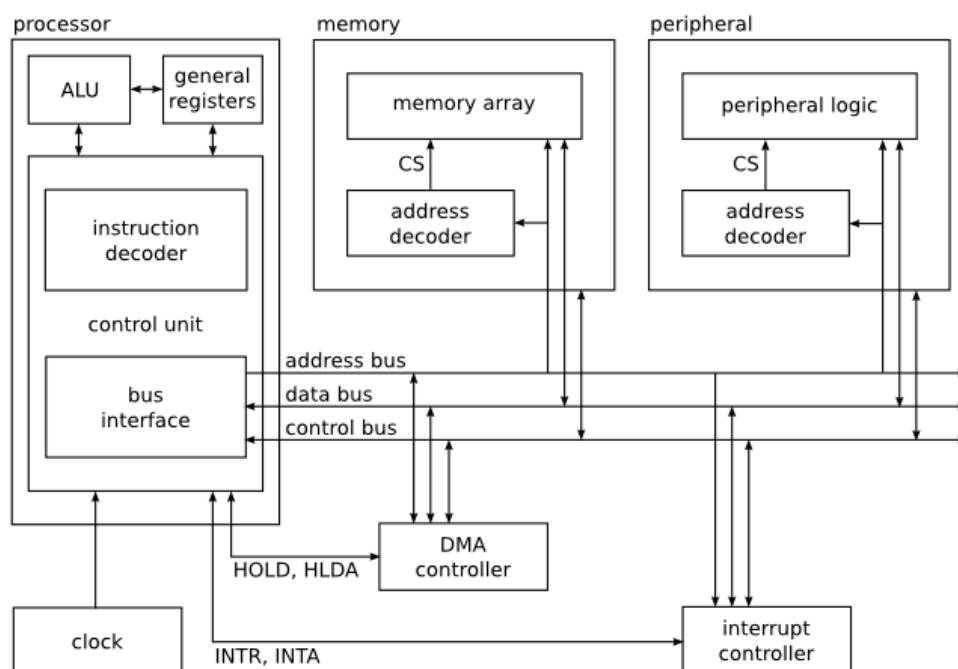 processor
memory
peripheral
ALU
general
registers
memory array
peripheral logic
CS
CS
instruction
decoder
address
decoder
address
decoder
control unit
address bus
bus
interface
data bus
control bus
DMA
controller
HOLD, HLDA
clock
interrupt
controller
INTR, INTA